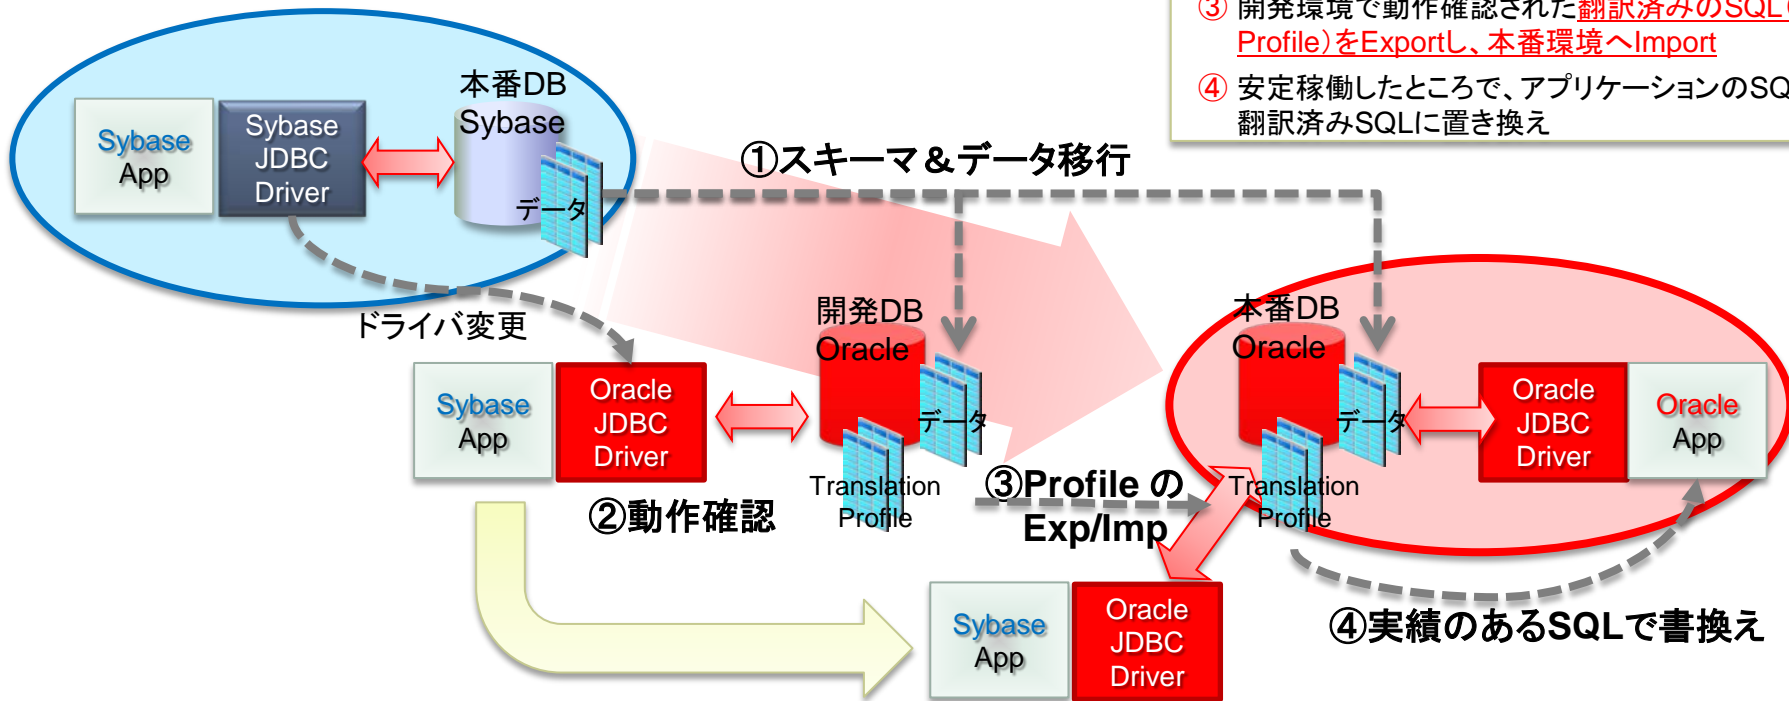 ③ 開発環境で動作確認された翻訳済みのSQL(
Profile)をExportし、本番環境へImport
④ 安定稼働したところで、アプリケーションのSQ
翻訳済みSQLに置き換え
本番DB
Sybase
Sybase
App
Sybase
JDBC
Driver
データ
①スキーマ&データ移行
ドライバ変更
開発DB
Oracle
Sybase
App
Oracle
JDBC
Driver
データ
Translation
Profile
②動作確認
③Profile の
Exp/Imp
本番DB
Oracle
データ
Translation
Profile
Oracle
JDBC
Driver
Oracle
App
Sybase
App
Oracle
JDBC
Driver
④実績のあるSQLで書換え